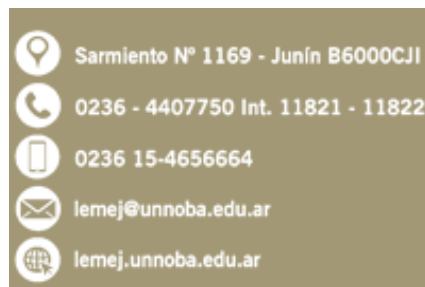 Sarmiento Nº 1169 - Junín B6000CJI
0236 - 4407750 Int. 11821 - 11822
0236 15-4656664
lemej@unnoba.edu.ar
lemej.unnoba.edu.ar